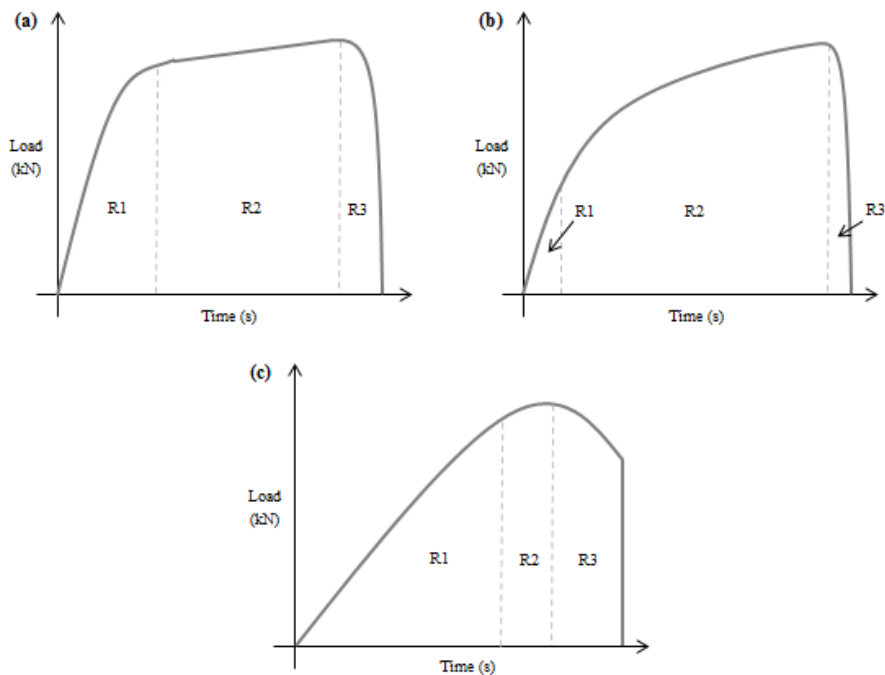 (a)
Load
(kN)
R1
R2
R3
Time (s)
(b)
Load
(kN)
R1
R2
R3
Time (s)
(c)
Load
(kN)
R1
R2
R3
Time (s)